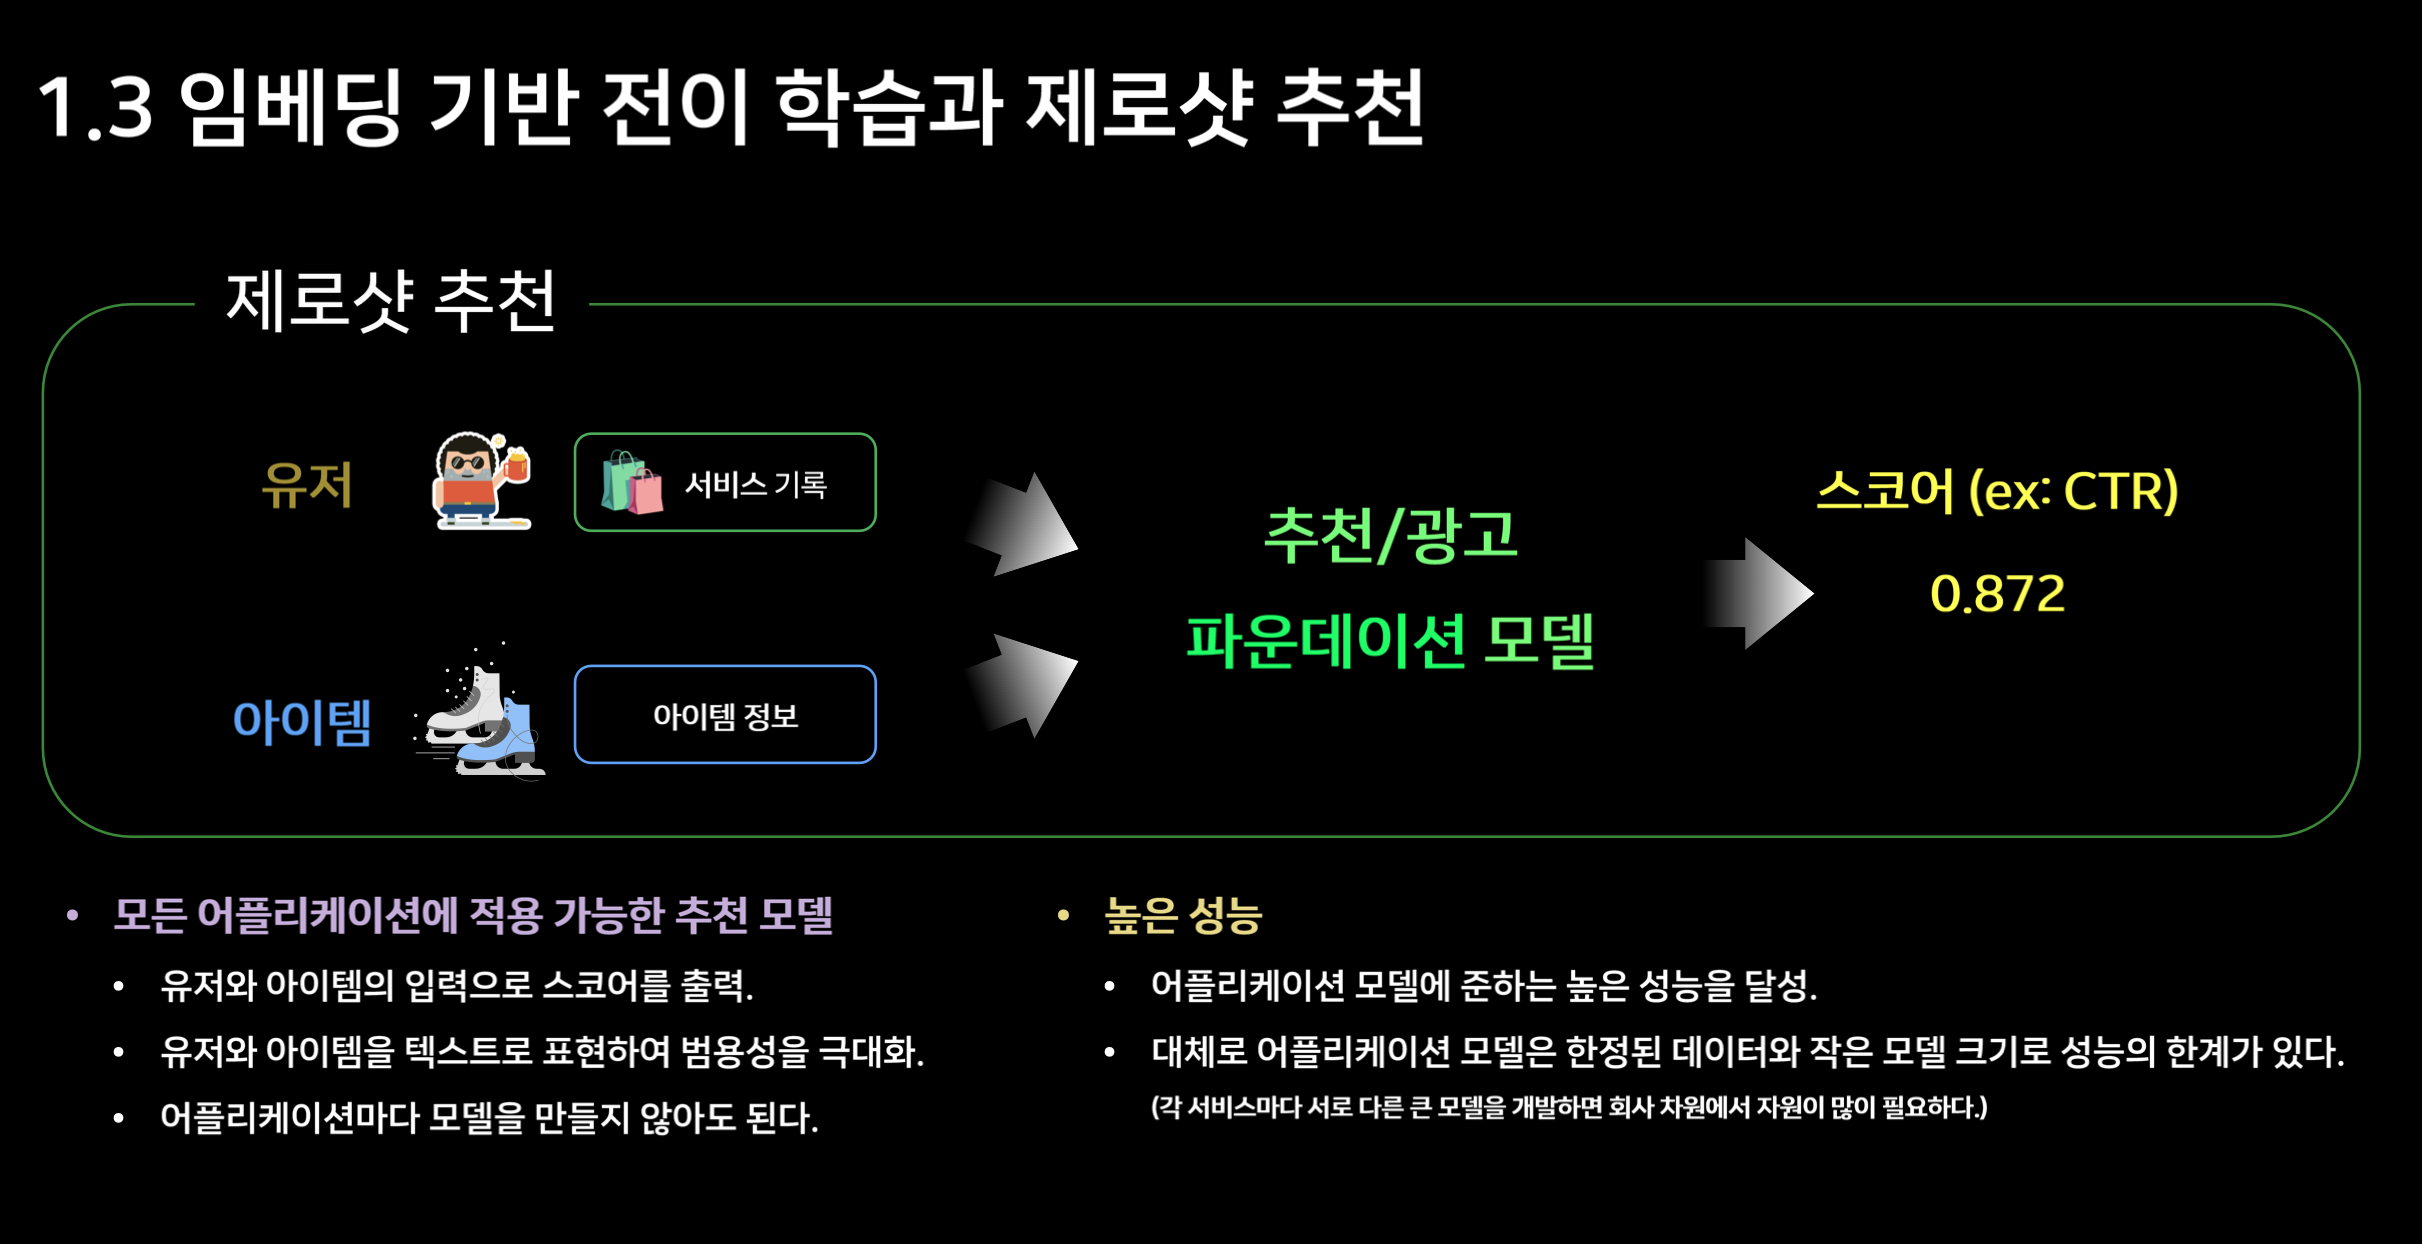 1.3 임베딩 기반 전이 학습과 제로샷 추천
제로샷 추천
유저
서비스 기록
아이템
아이템 정보
추천/광고
파운데이션 모델
스코어 (ex: CTR)
0.872
• 모든 어플리케이션에 적용 가능한 추천 모델
• 유저와 아이템의 입력으로 스코어를 출력.
• 유저와 아이템을 텍스트로 표현하여 범용성을 극대화.
• 어플리케이션마다 모델을 만들지 않아도 된다.
• 높은 성능
• 어플리케이션 모델에 준하는 높은 성능을 달성.
• 대체로 어플리케이션 모델은 한정된 데이터와 작은 모델 크기로 성능의 한계가 있다.
(각 서비스마다 서로 다른 큰 모델을 개발하면 회사 차원에서 자원이 많이 필요하다.)